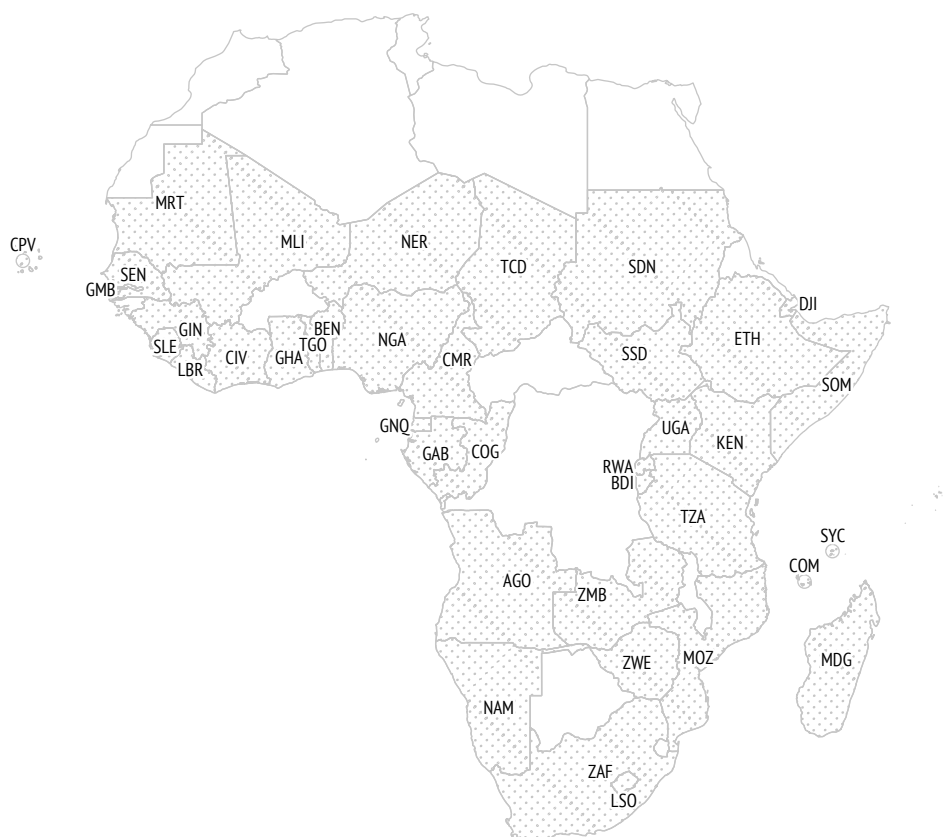 MRT
CPV
MLI
NER
TCD
SDN
SEN
GMB
DJI
GIN
BEN
NGA
ETH
SLE
TGO
CIV
GHA
CMR
SSD
LBR
SOM
GNQ
UGA
KEN
GAB
COG
RWA
BDI
TZA
SYC
COM
AGO
ZMB
MOZ
ZWE
MDG
NAM
ZAF
LSO